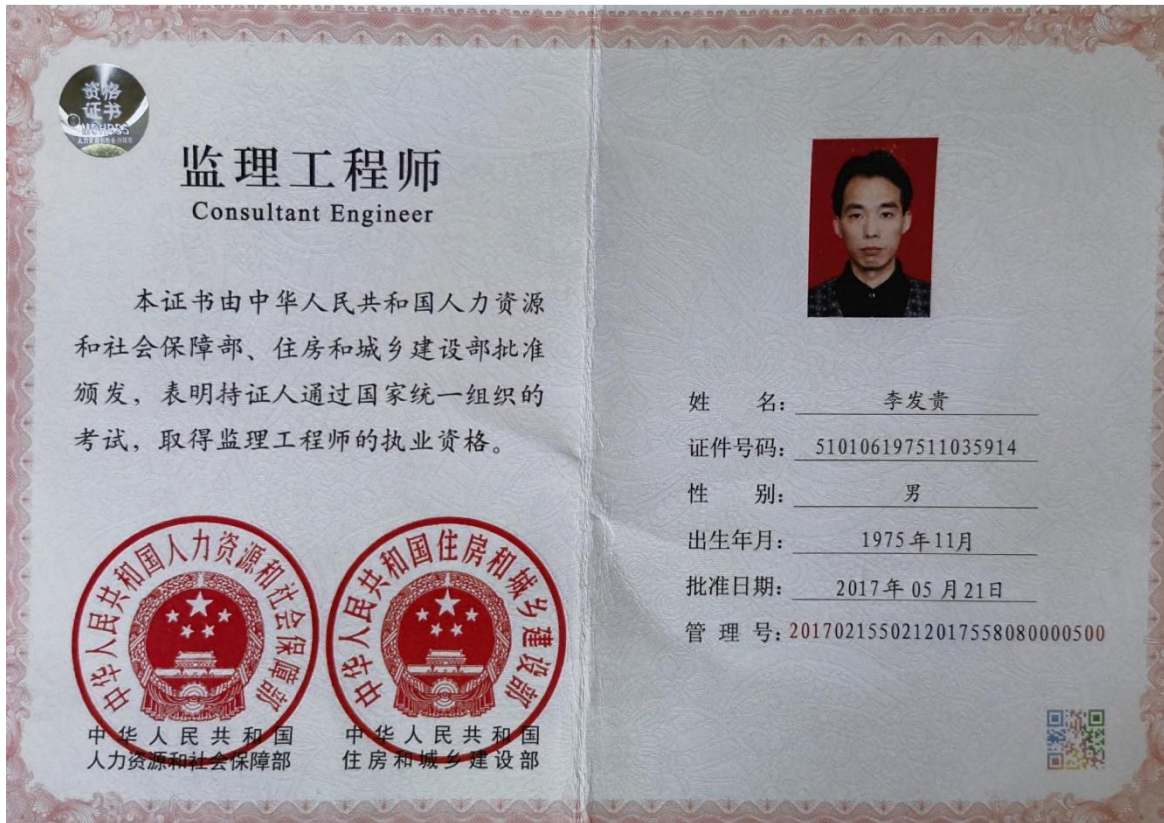 资格
证书
MOHRSS
监理工程师
Consultant Engineer
本证书由中华人民共和国人力资源
和社会保障部、住房和城乡建设部批准
颁发，表明持证人通过国家统一组织的
考试，取得监理工程师的执业资格。
中华人民共和国人力资源和社会保障部
中华人民共和国住房和城乡建设部
中华人民共和国
人力资源和社会保障部
中华人民共和国
住房和城乡建设部
姓 名：李发贵
证件号码：510106197511035914
性 别：男
出生年月：1975年11月
批准日期：2017年05月21日
管 理 号：2017021550212017558080000500